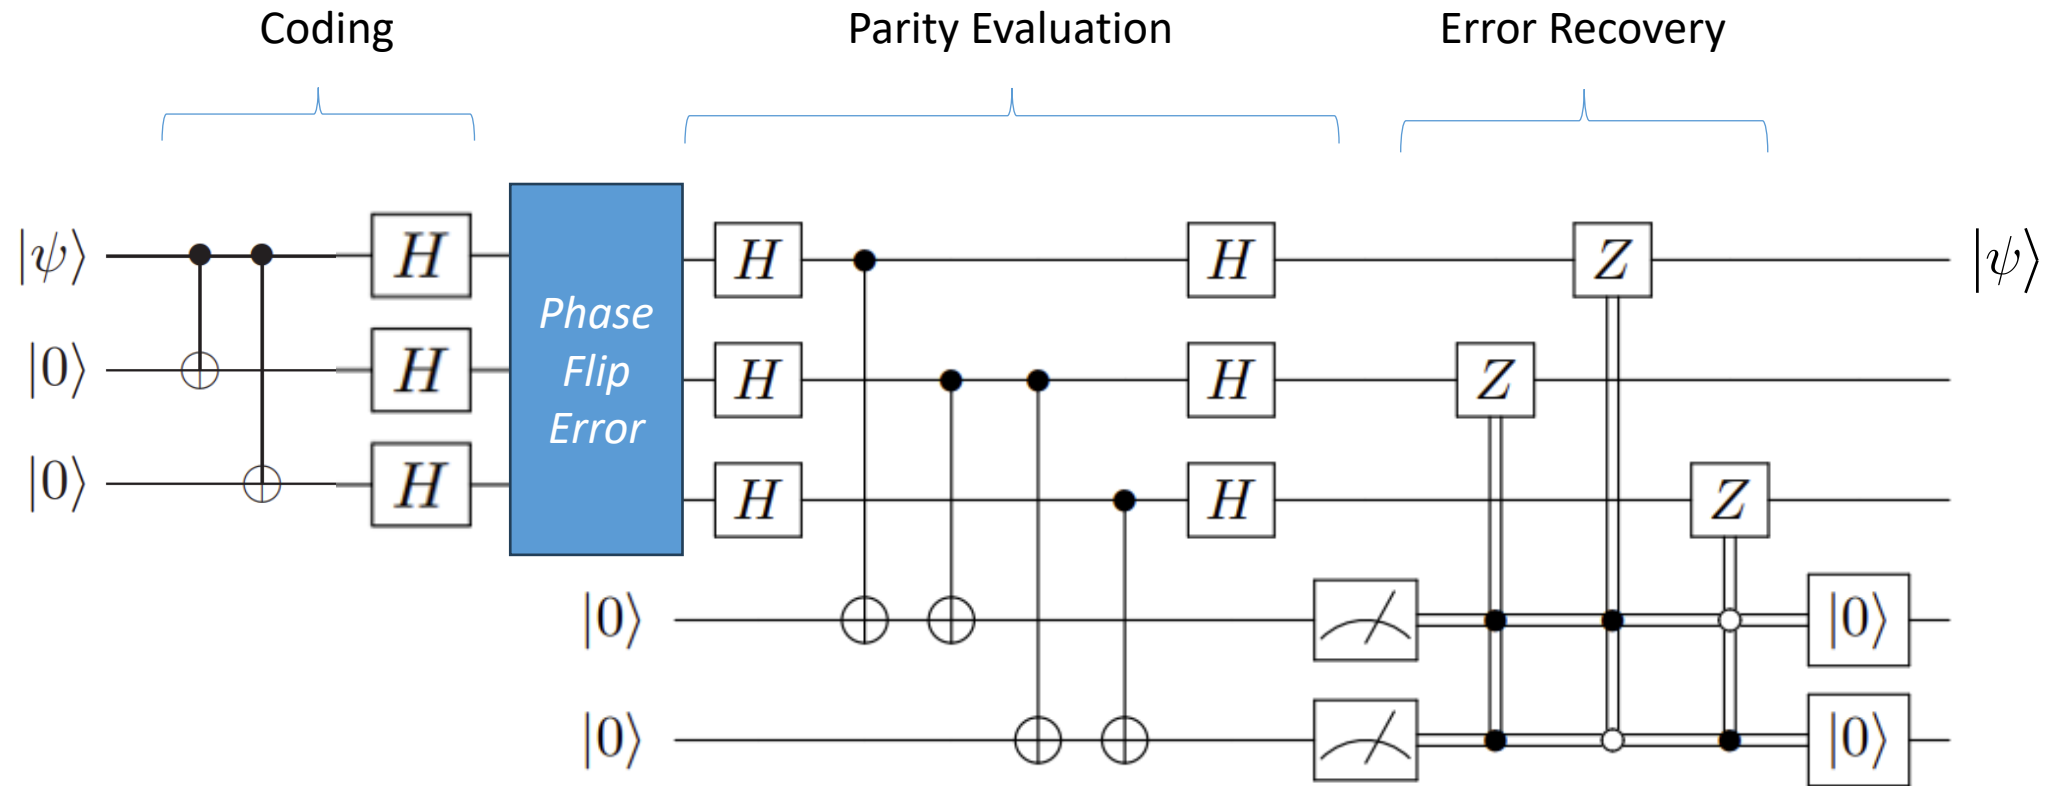 Coding Parity Evaluation Error Recovery
|ψ⟩ H H H Z |ψ⟩
Phase
Flip
Error
|0⟩ H H H Z
|0⟩ H H H Z
|0⟩ |0⟩
|0⟩ |0⟩